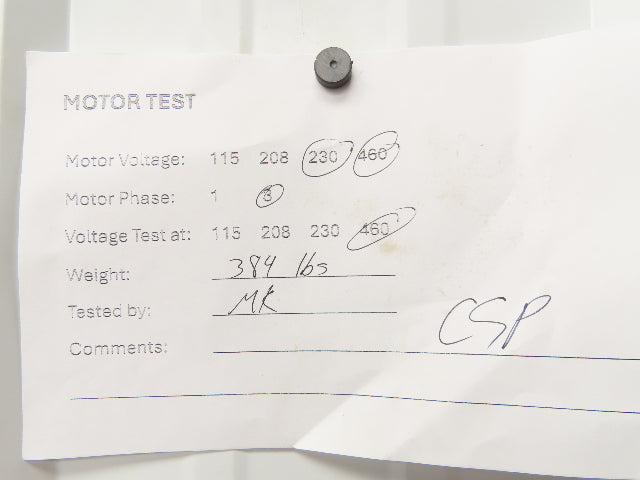 MOTOR TEST
Motor Voltage: 115 208 230 460
Motor Phase: 1 3
Voltage Test at: 115 208 230 460
Weight: 384 lbs
Tested by: MK
Comments: CSP